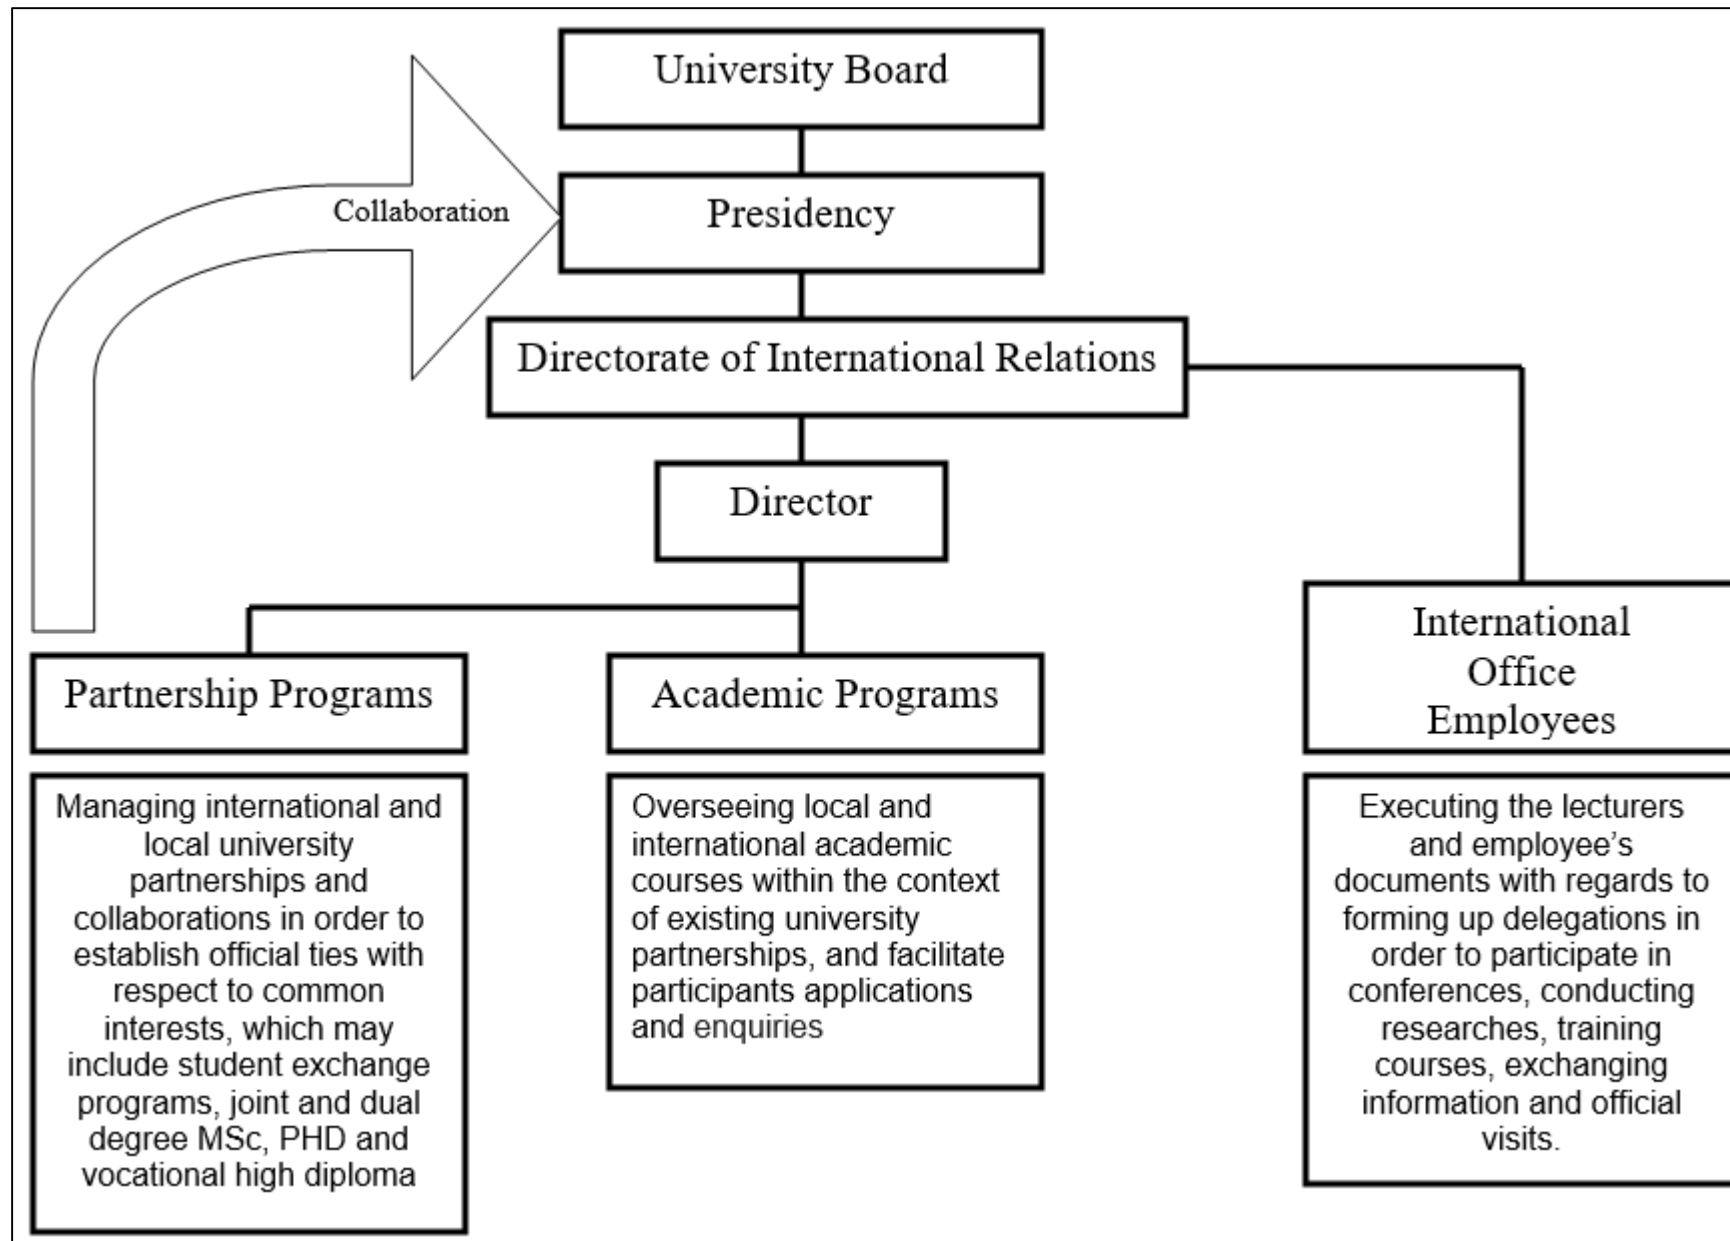 University Board
Collaboration
Presidency
Directorate of International Relations
Director
Partnership Programs
Academic Programs
International
Office
Employees
Managing international and
local university
partnerships and
collaborations in order to
establish official ties with
respect to common
interests, which may
include student exchange
programs, joint and dual
degree MSc, PHD and
vocational high diploma
Overseeing local and
international academic
courses within the context
of existing university
partnerships, and facilitate
participants applications
and enquiries
Executing the lecturers
and employee’s
documents with regards to
forming up delegations in
order to participate in
conferences, conducting
researches, training
courses, exchanging
information and official
visits.